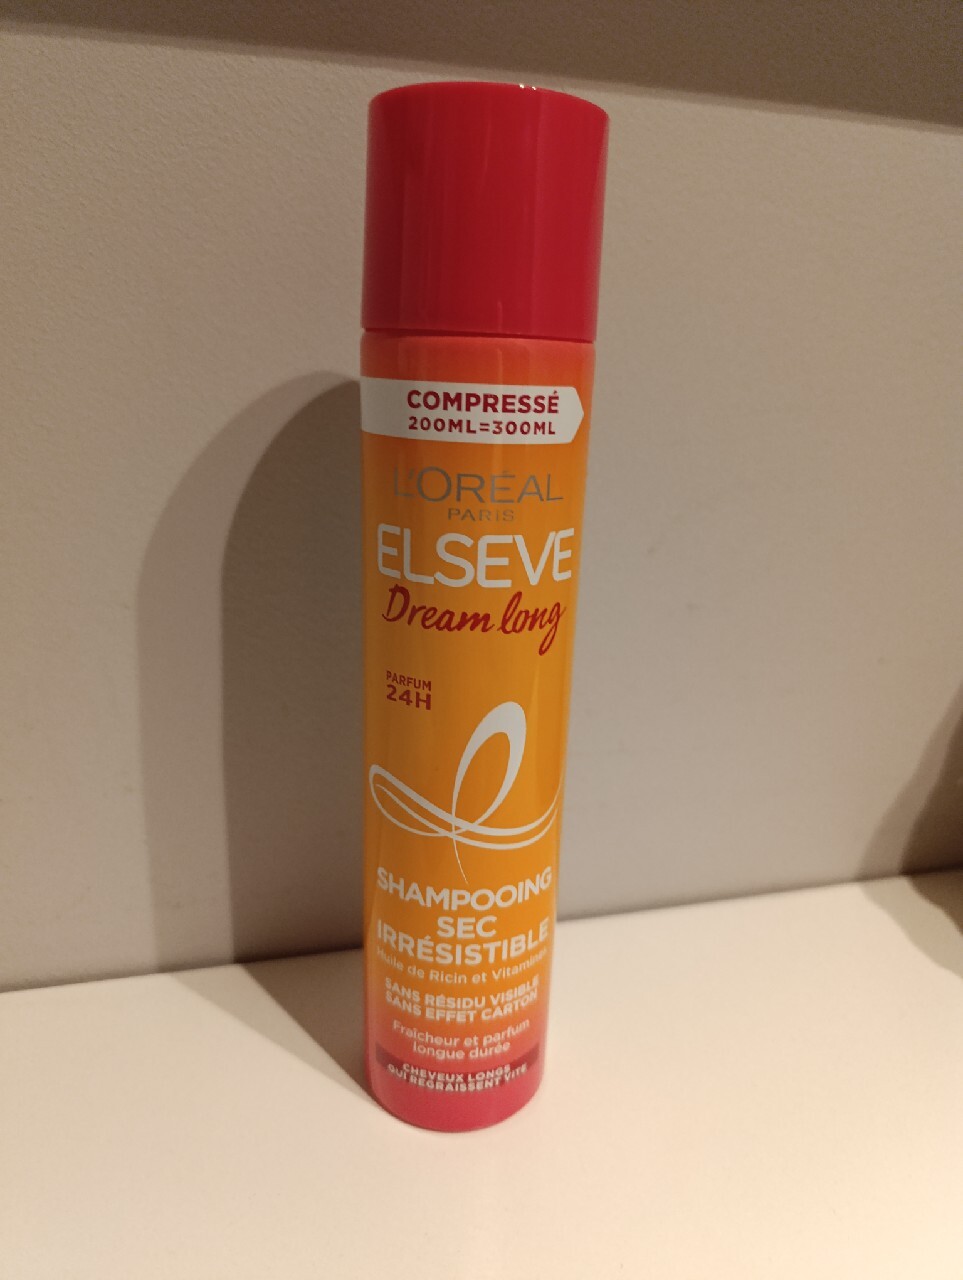 COMPRESSÉ
200ML=300ML
L'ORÉAL
PARIS
ELSEVE
Dream long
PARFUM
24H
SHAMPOOING
SEC
IRRÉSISTIBLE
Huile de Ricin et Vitamines
SANS RÉSIDU VISIBLE
SANS EFFET CARTON
Fraîcheur et parfum
longue durée
CHEVEUX LONGS
QUI REGRAISSENT VITE